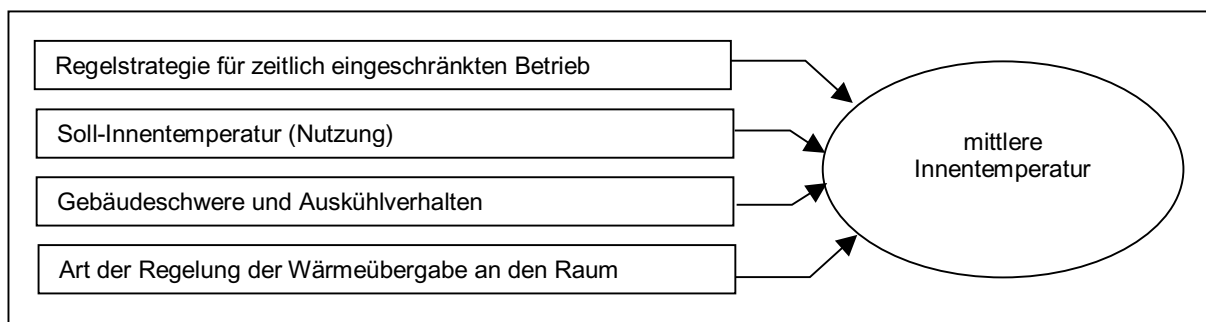 Regelstrategie für zeitlich eingeschränkten Betrieb
Soll-Innentemperatur (Nutzung)
Gebäudeschwere und Auskühlverhalten
Art der Regelung der Wärmeübergabe an den Raum
mittlere
Innentemperatur